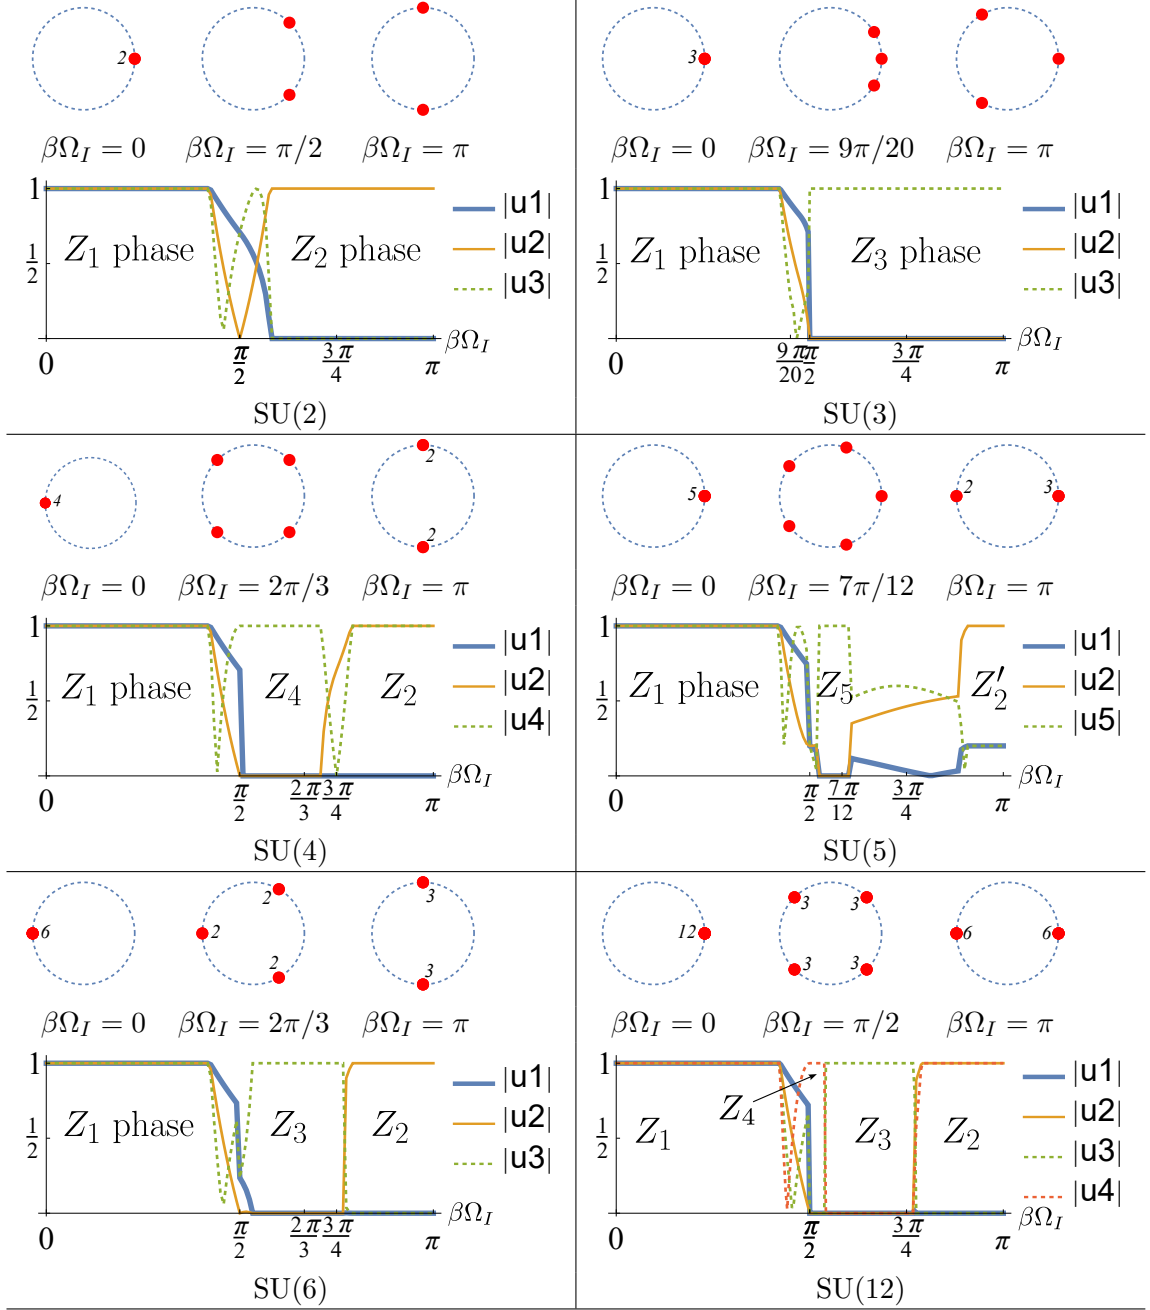 2
3
βΩ_I = 0 βΩ_I = π/2 βΩ_I = π
βΩ_I = 0 βΩ_I = 9π/20 βΩ_I = π
1
1/2
Z_1 phase
Z_2 phase
|u1|
|u2|
|u3|
0 π/2 3π/4 π βΩ_I
SU(2)
1
1/2
Z_1 phase
Z_3 phase
|u1|
|u2|
|u3|
0 9π/20 π/2 3π/4 π βΩ_I
SU(3)
4
2
2
βΩ_I = 0 βΩ_I = 2π/3 βΩ_I = π
1
1/2
Z_1 phase
Z_4
Z_2
|u1|
|u2|
|u4|
0 π/2 2π/3 3π/4 π βΩ_I
SU(4)
5
2 3
βΩ_I = 0 βΩ_I = 7π/12 βΩ_I = π
1
1/2
Z_1 phase
Z_5
Z′_2
|u1|
|u2|
|u5|
0 π/2 7π/12 3π/4 π βΩ_I
SU(5)
6
2
2
2
3
3
βΩ_I = 0 βΩ_I = 2π/3 βΩ_I = π
1
1/2
Z_1 phase
Z_3
Z_2
|u1|
|u2|
|u3|
0 π/2 2π/3 3π/4 π βΩ_I
SU(6)
12
3 3
3 3
6 6
βΩ_I = 0 βΩ_I = π/2 βΩ_I = π
1
1/2
Z_1
Z_4
Z_3
Z_2
|u1|
|u2|
|u3|
|u4|
0 π/2 3π/4 π βΩ_I
SU(12)